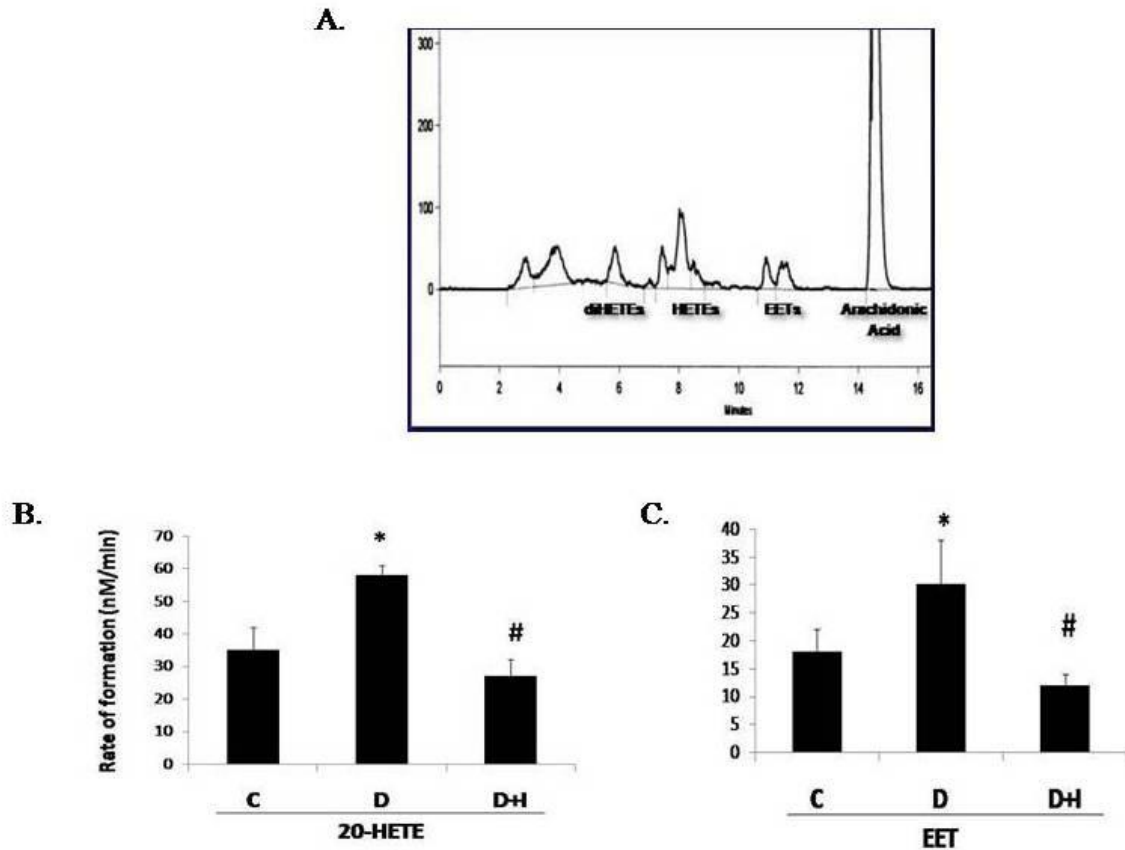 A.
300
200
100
0
diHETEs HETEs EETs Arachidonic
Acid
0 2 4 6 8 10 12 14 16
Minutes
B.
Rate of formation (nM/min)
70
60
50
40
30
20
10
0
*
#
C D D+I
20-HETE
C.
40
35
30
25
20
15
10
5
0
*
#
C D D+I
EET